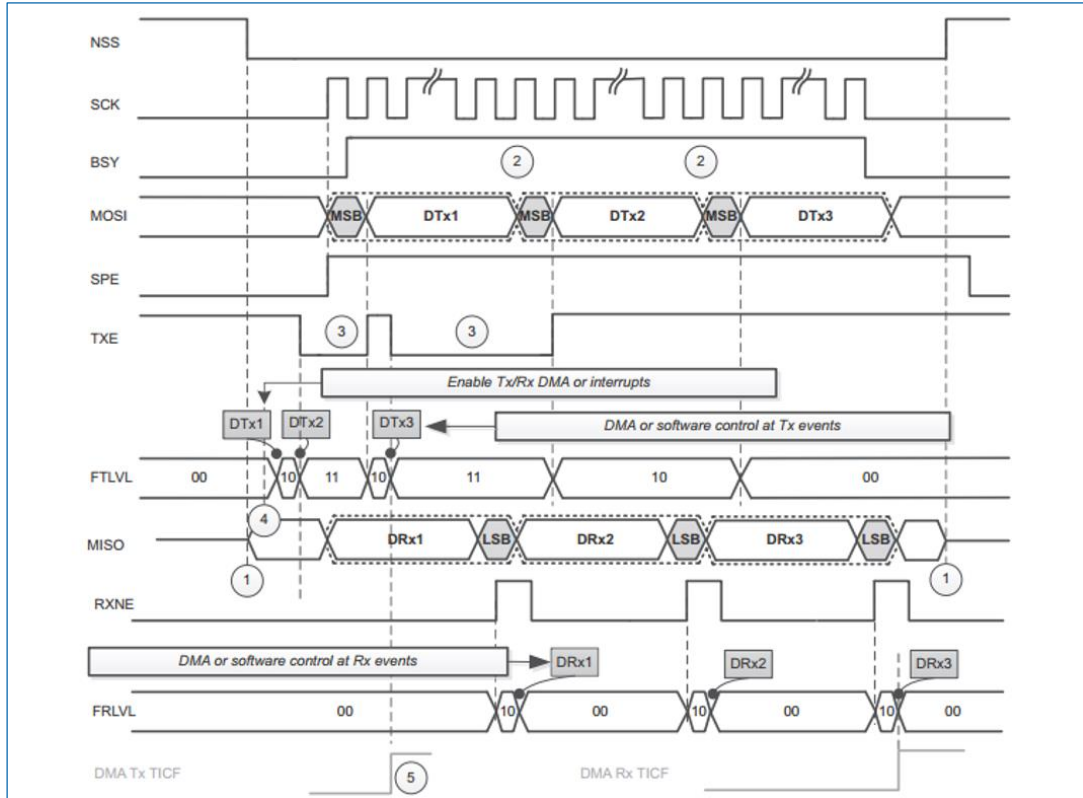 NSS
SCK
BSY
2 2
MOSI MSB DTx1 MSB DTx2 MSB DTx3
SPE
TXE
3 3
Enable Tx/Rx DMA or interrupts
DTx1 DTx2 DTx3
DMA or software control at Tx events
FTLVL 00 10 11 10 11 10 00
4
MISO DRx1 LSB DRx2 LSB DRx3 LSB
1 1
RXNE
DMA or software control at Rx events DRx1 DRx2 DRx3
FRLVL 00 10 00 10 00 10 00
DMA Tx TICF 5 DMA Rx TICF